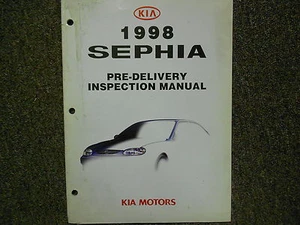 KIA
1998
SEPHIA
PRE-DELIVERY
INSPECTION MANUAL
KIA MOTORS